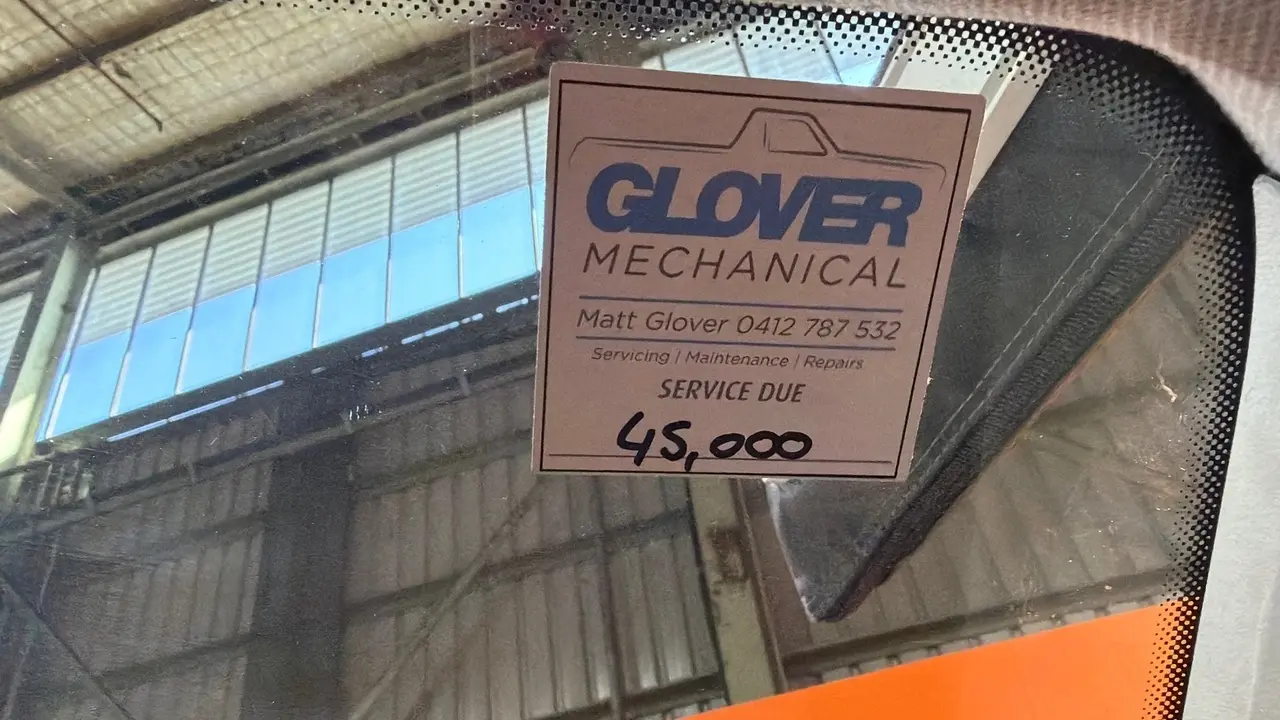 GLOVER
MECHANICAL
Matt Glover 0412 787 532
Servicing | Maintenance | Repairs
SERVICE DUE
45,000